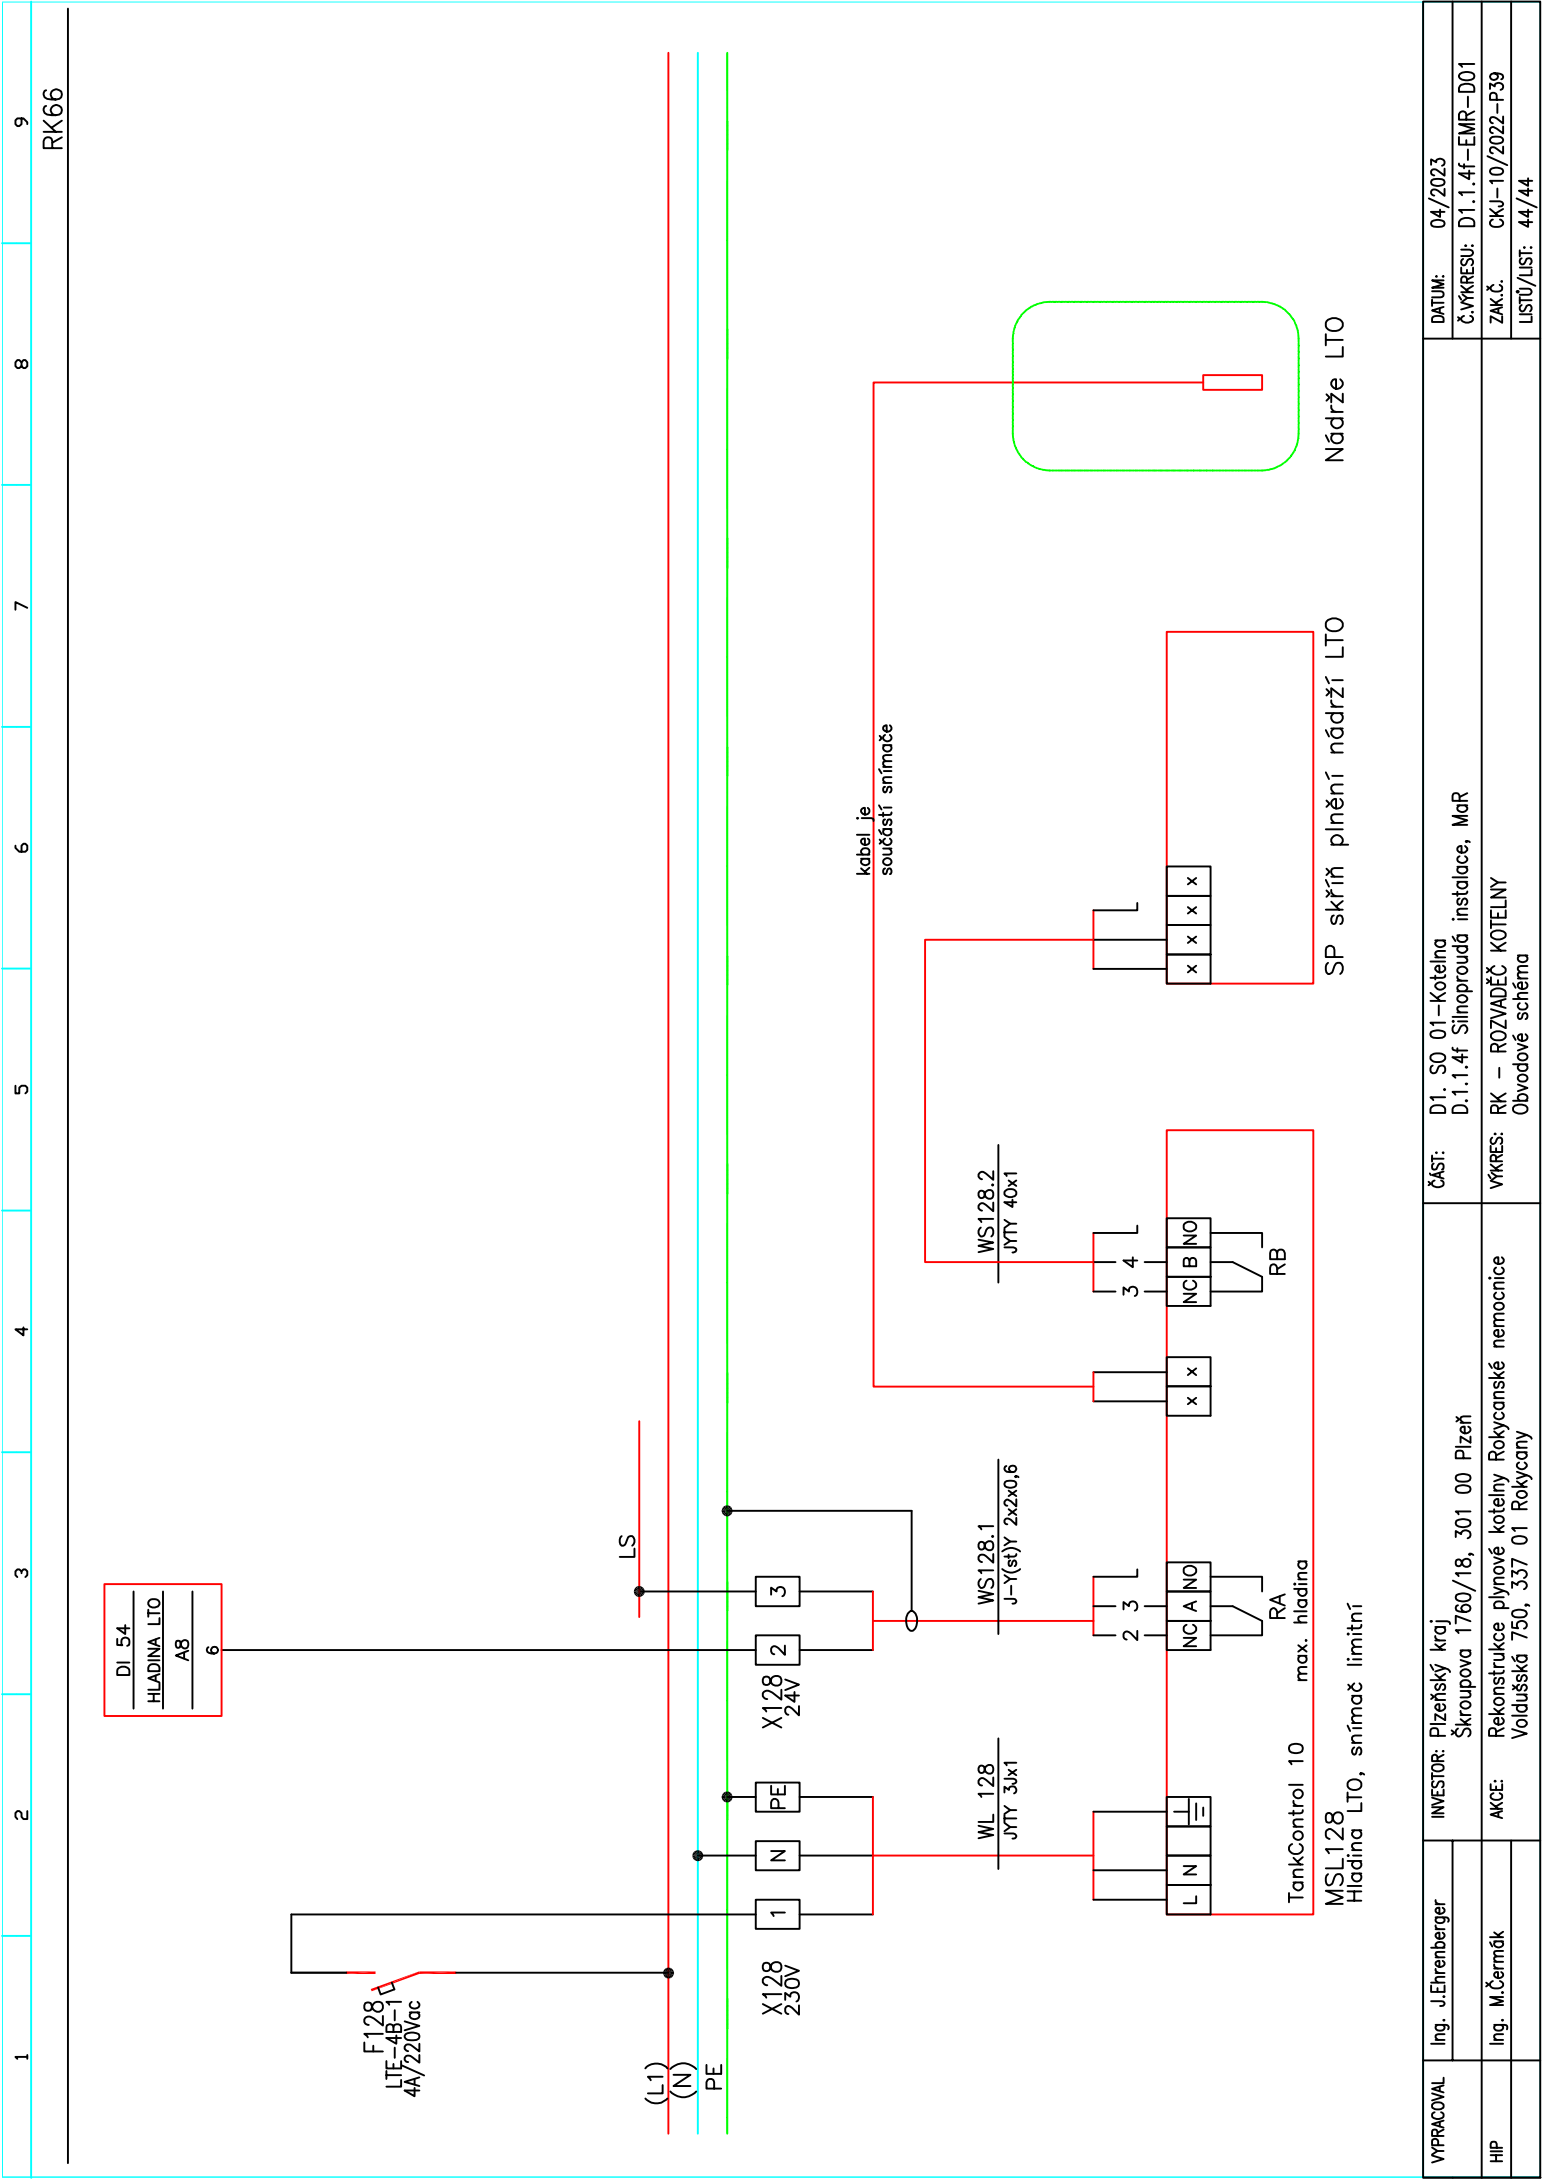 1 2 3 4 5 6 7 8 9
RK66
DI 54
HLADINA LTO
A8
6
F128
LTE-4B-1
4A/220Vac
LS
(L1)
(N)
PE
X128
230V
1 N PE
X128
24V
2 3
kabel je
součástí snímače
WL 128
JYTY 3Jx1
WS128.1
J-Y(st)Y 2x2x0,6
WS128.2
JYTY 4Ox1
2 3
3 4
L N
NC A NO
x x
NC B NO
x x x x
RA
RB
TankControl 10
max. hladina
MSL128
Hladina LTO, snímač limitní
SP skříň plnění nádrží LTO
Nádrže LTO
VYPRACOVAL Ing. J.Ehrenberger
HIP Ing. M.Čermák
INVESTOR: Plzeňský kraj
Škroupova 1760/18, 301 00 Plzeň
AKCE: Rekonstrukce plynové kotelny Rokycanské nemocnice
Voldušská 750, 337 01 Rokycany
ČÁST: D1. SO 01-Kotelna
D.1.1.4f Silnoproudá instalace, MaR
VÝKRES: RK - ROZVADĚČ KOTELNY
Obvodové schéma
DATUM: 04/2023
Č.VÝKRESU: D1.1.4f-EMR-D01
ZAK.Č. CKJ-10/2022-P39
LISTŮ/LIST: 44/44